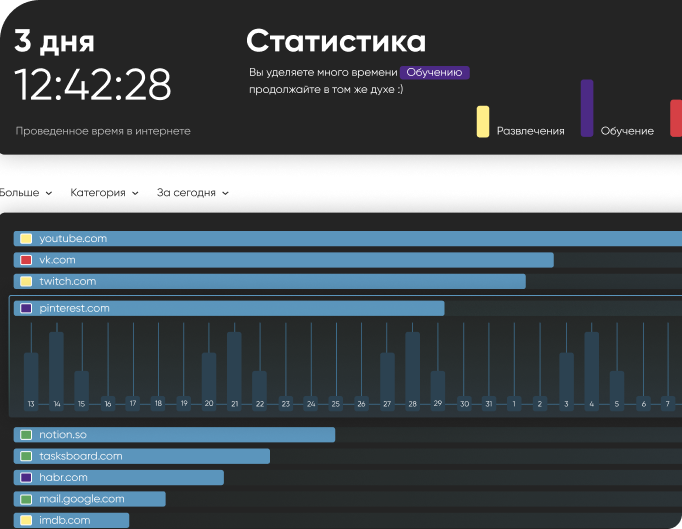 3 дня
12:42:28
Проведенное время в интернете
Статистика
Вы уделяете много времени Обучению
продолжайте в том же духе :)
Развлечения
Обучение
Больше
Категория
За сегодня
youtube.com
vk.com
twitch.com
pinterest.com
13 14 15 16 17 18 19 20 21 22 23 24 25 26 27 28 29 30 31 1 2 3 4 5 6 7
notion.so
tasksboard.com
habr.com
mail.google.com
imdb.com